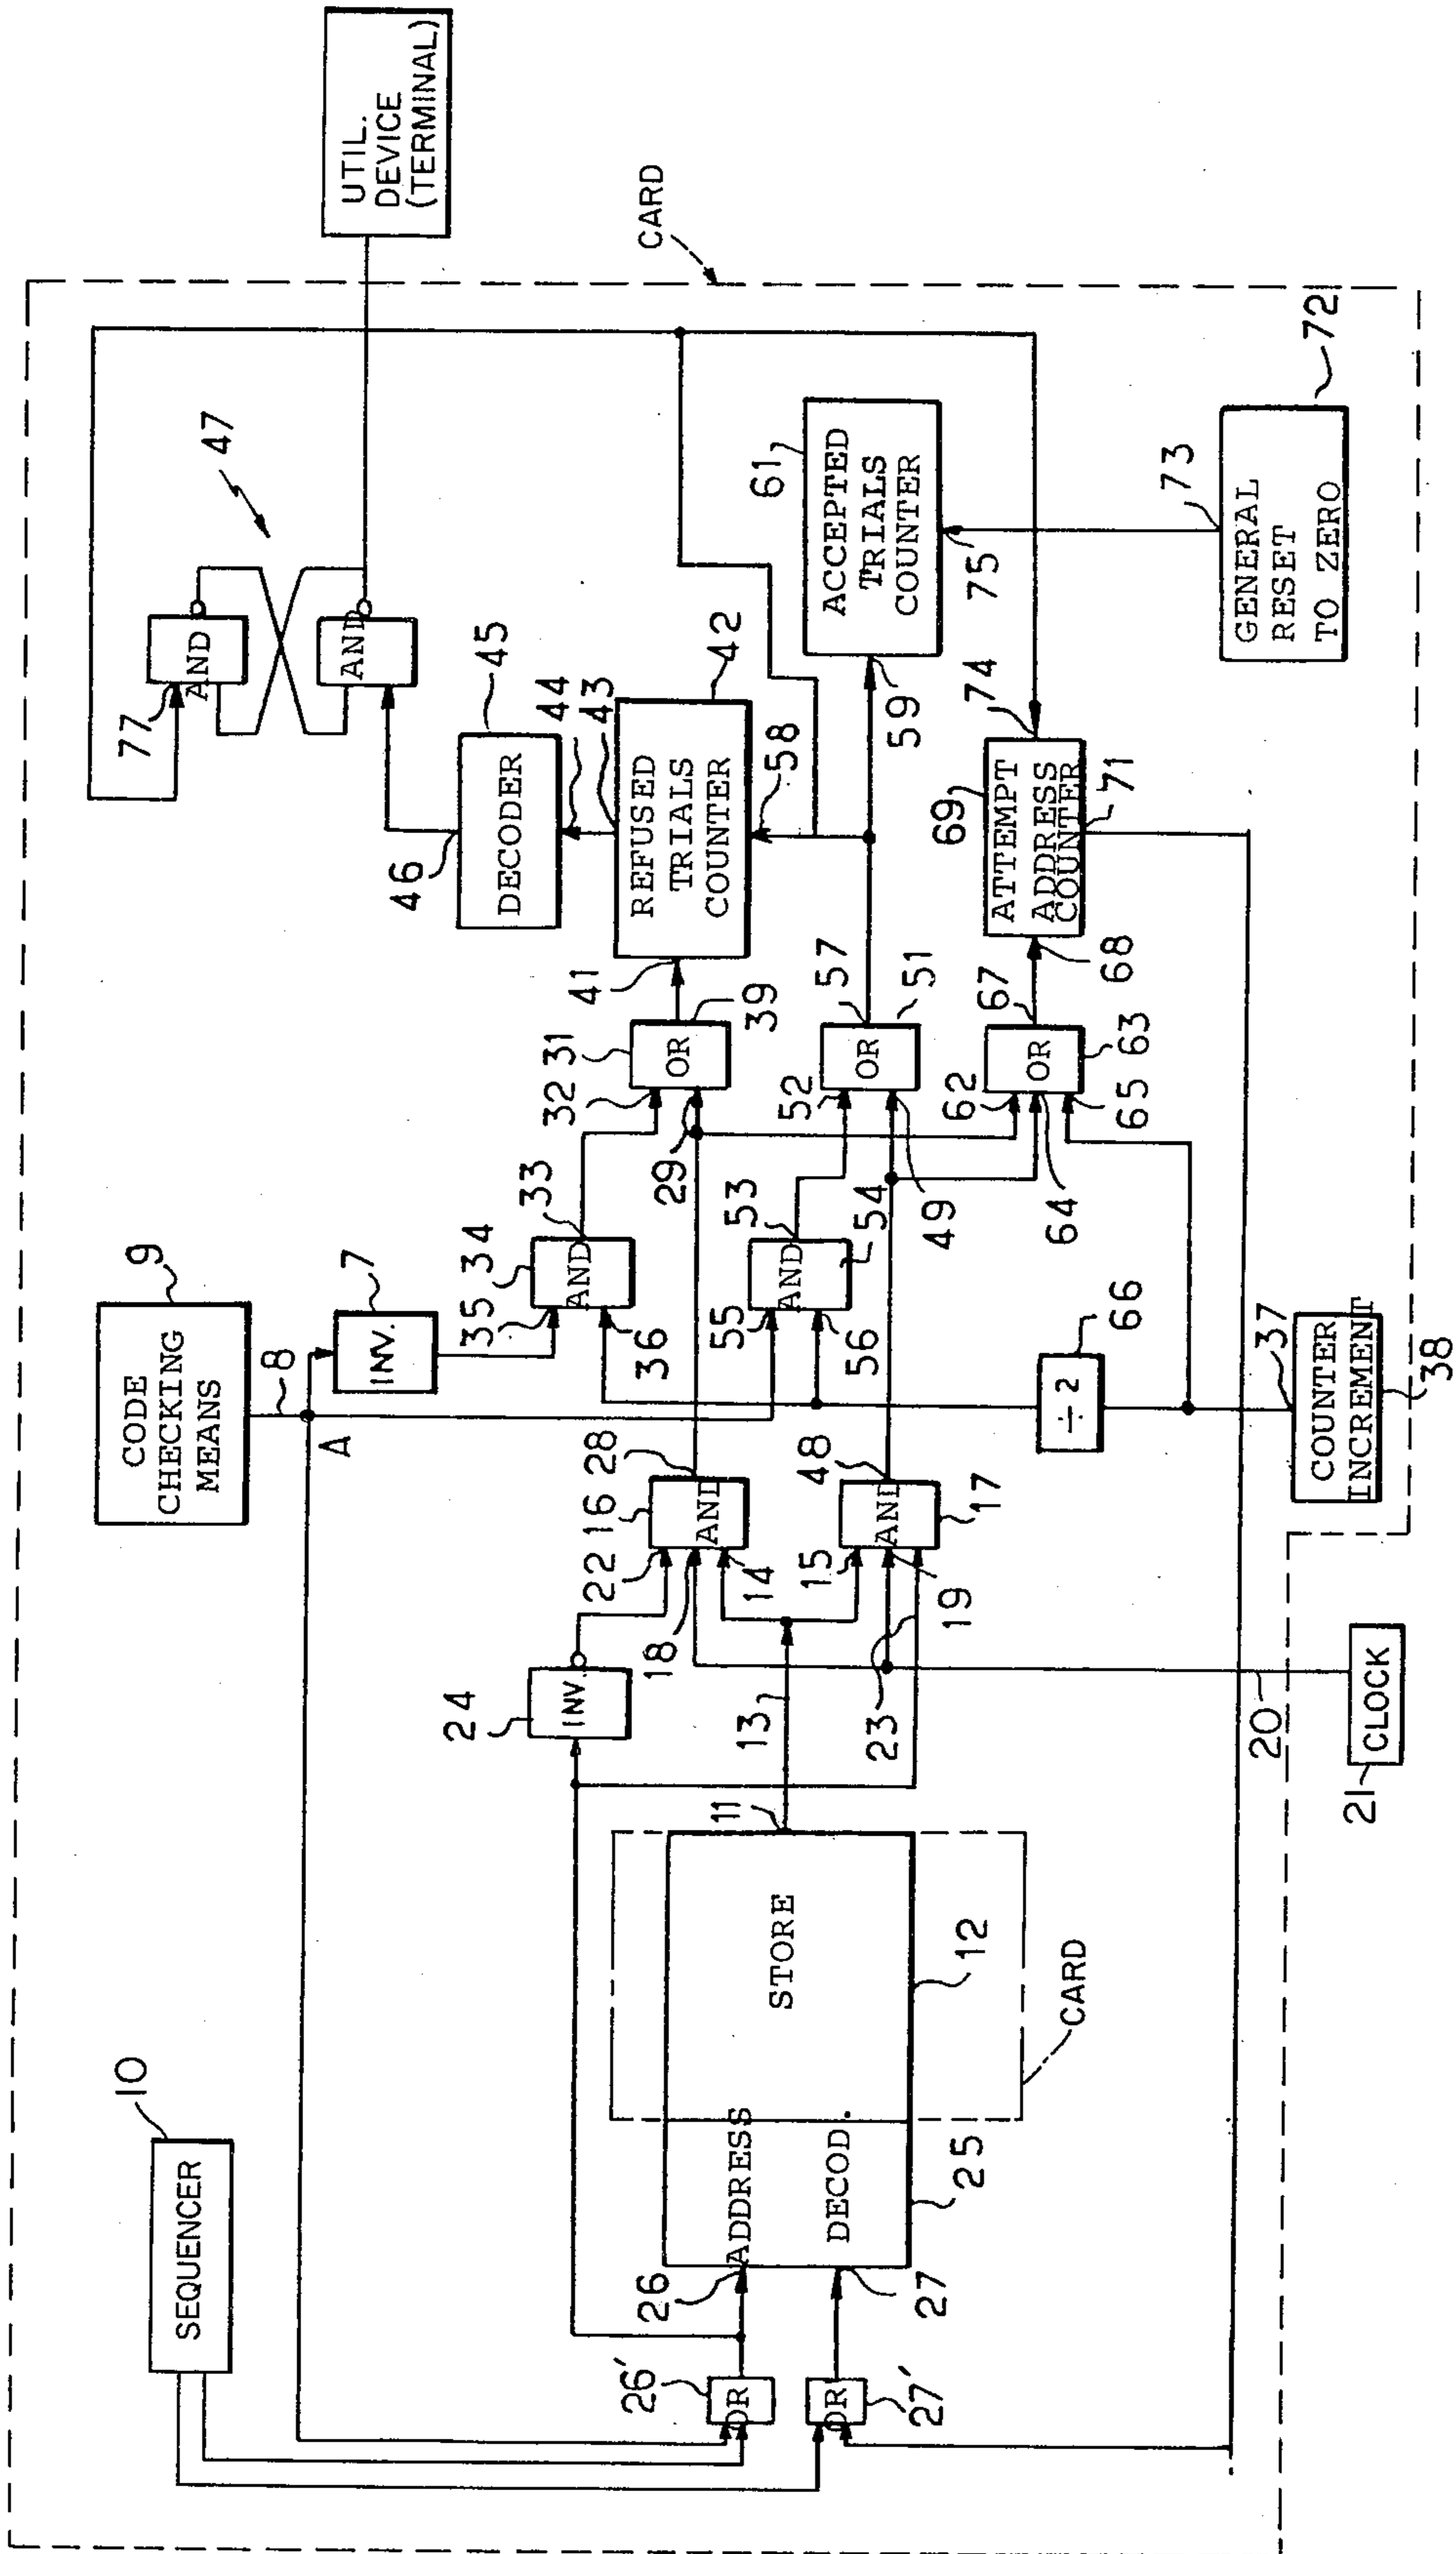 10
SEQUENCER
9
CODE
CHECKING
MEANS
8
A
7
INV.
47
77
AND
AND
UTIL.
DEVICE
(TERMINAL)
CARD
46
45
DECODER
44
43
42
REFUSED
TRIALS
COUNTER
41
58
35
34
33
AND
36
32
31
OR
39
29
24
INV
22
16
28
AND
18
14
13
11
STORE
12
CARD
26
ADDRESS
DECOD.
25
27
26'
OR
OR
27'
15
48
AND
17
19
23
55
53
AND
54
56
52
57
OR
51
49
59
61
ACCEPTED
TRIALS
COUNTER
75
62
67
OR
63
64
65
68
69
ATTEMPT
ADDRESS
COUNTER
71
74
73
72
GENERAL
RESET
TO ZERO
66
÷ 2
37
COUNTER
INCREMENT
38
20
21
CLOCK